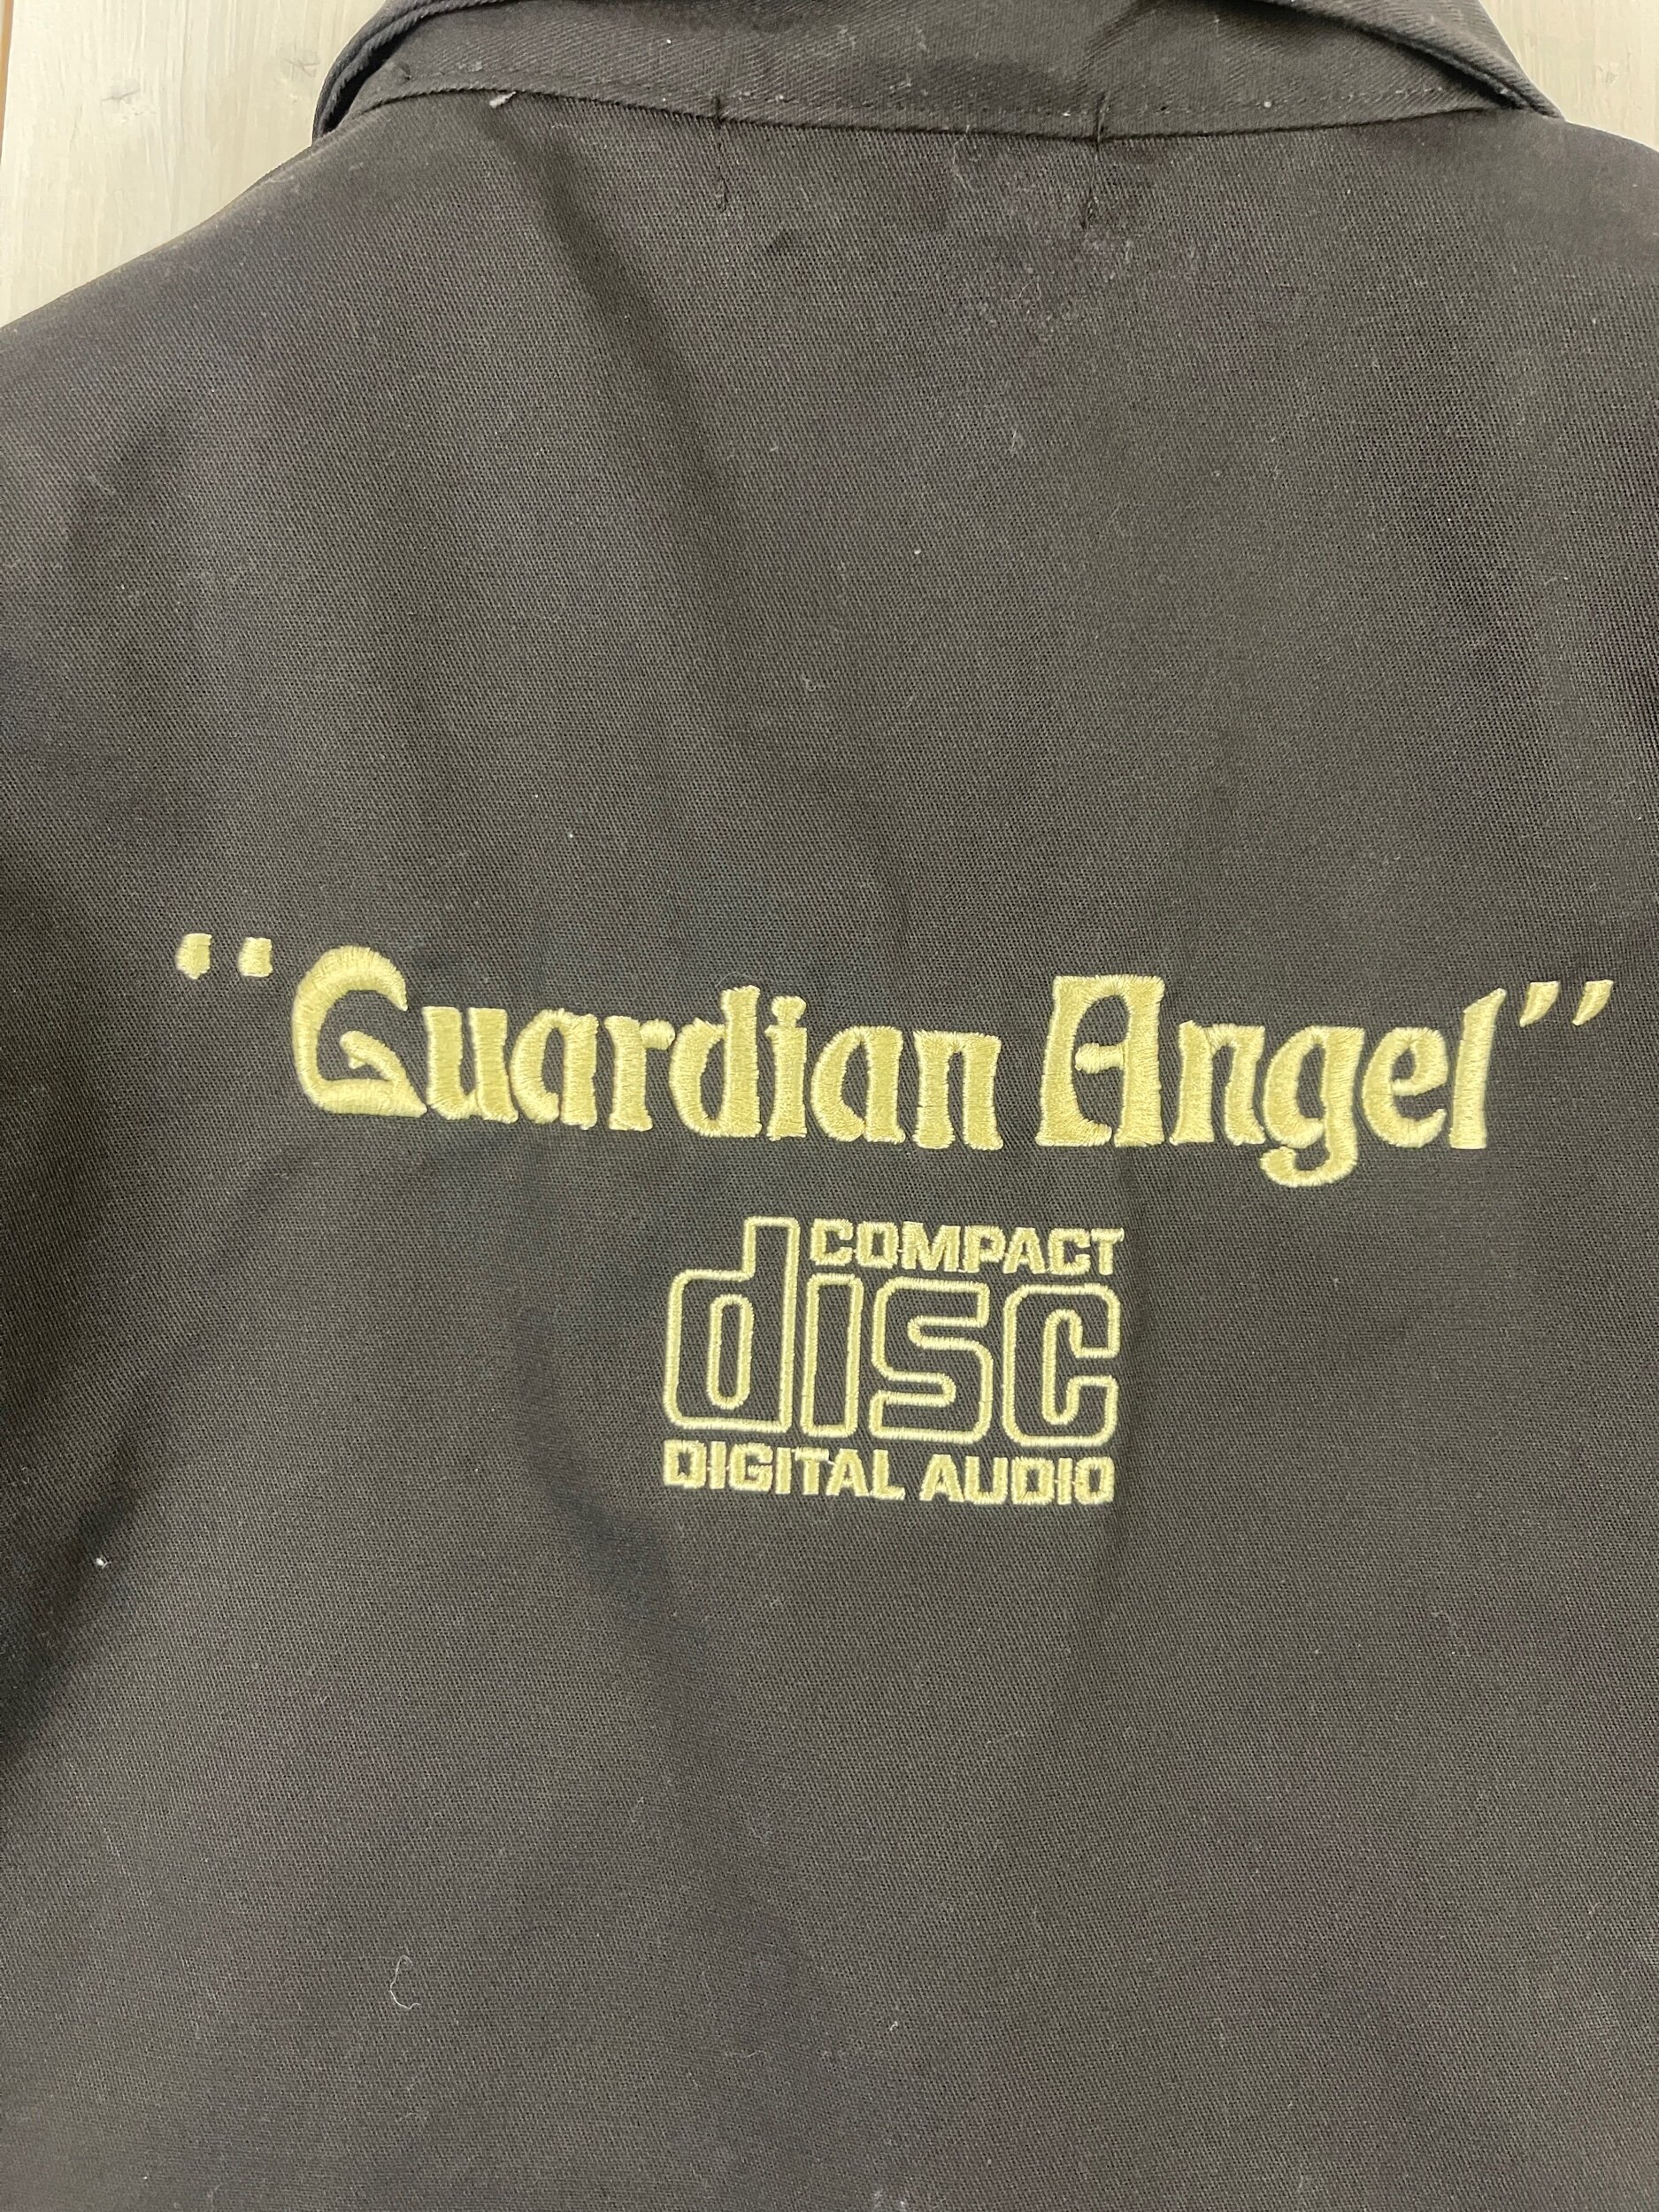 “Guardian Angel”
COMPACT
disc
DIGITAL AUDIO